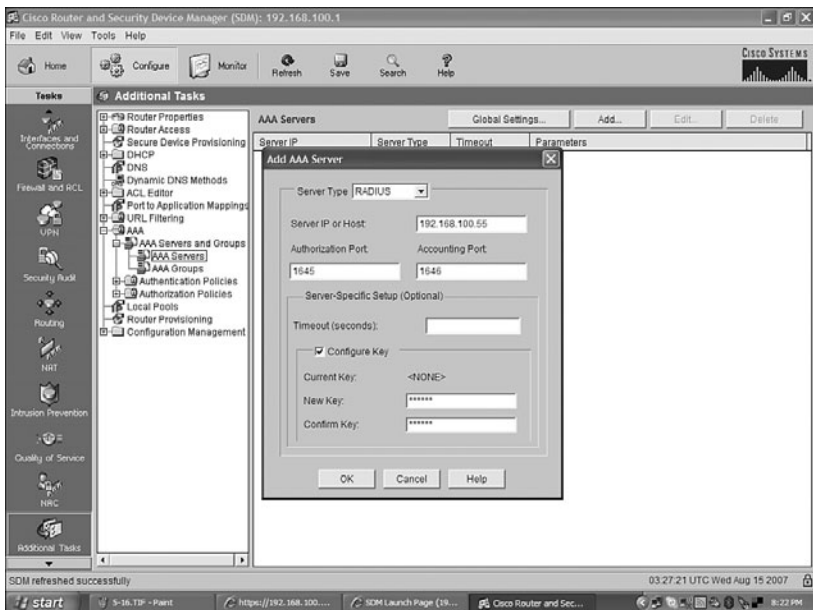 Cisco Router and Security Device Manager (SDM): 192.168.100.1
File Edit View Tools Help
Home Configure Monitor Refresh Save Search Help
CISCO SYSTEMS
Tasks
Additional Tasks
Interfaces and Connections
Firewall and ACL
VPN
Security Audit
Routing
NAT
Intrusion Prevention
Quality of Service
NAC
Additional Tasks
Router Properties
Router Access
Secure Device Provisioning
DHCP
DNS
Dynamic DNS Methods
ACL Editor
Port to Application Mappings
URL Filtering
AAA
AAA Servers and Groups
AAA Servers
AAA Groups
Authentication Policies
Authorization Policies
Local Pools
Router Provisioning
Configuration Management
AAA Servers
Global Settings... Add... Edit... Delete
Server IP Server Type Timeout Parameters
Add AAA Server
Server Type RADIUS
Server IP or Host: 192.168.100.55
Authorization Port: Accounting Port:
1645 1646
Server-Specific Setup (Optional)
Timeout (seconds):
Configure Key
Current Key: <NONE>
New Key: ******
Confirm Key: ******
OK Cancel Help
SDM refreshed successfully
03:27:21 UTC Wed Aug 15 2007
start 5-16.TIF - Paint https://192.168.100.... SDM Launch Page (19... Cisco Router and Sec... 8:22 PM